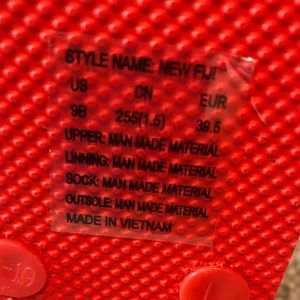 STYLE NAME: NEW FIJI
US CN EUR
9B 255(1.5) 39.5
UPPER: MAN MADE MATERIAL
LINNING: MAN MADE MATERIAL
SOCK: MAN MADE MATERIAL
OUTSOLE: MAN MADE MATERIAL
MADE IN VIETNAM